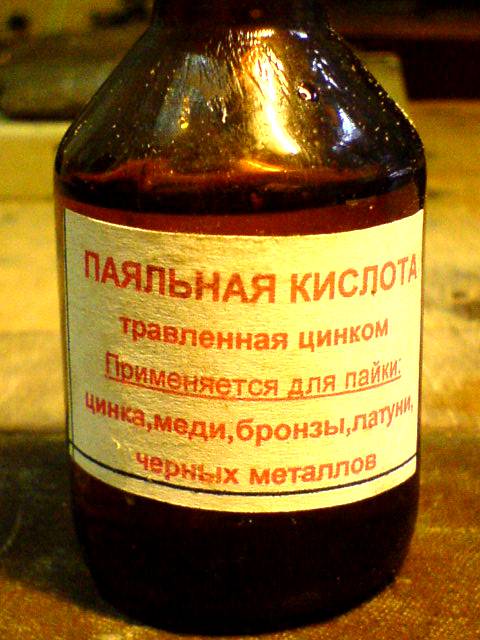 ПАЯЛЬНАЯ КИСЛОТА
травленная цинком
Применяется для пайки:
цинка,меди,бронзы,латуни,
черных металлов